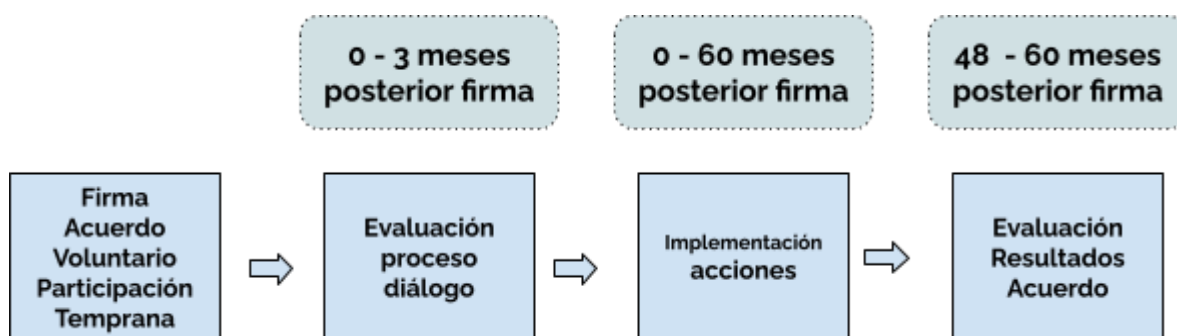 0 - 3 meses
posterior firma
0 - 60 meses
posterior firma
48 - 60 meses
posterior firma
Firma
Acuerdo
Voluntario
Participación
Temprana
Evaluación
proceso
diálogo
Implementación
acciones
Evaluación
Resultados
Acuerdo